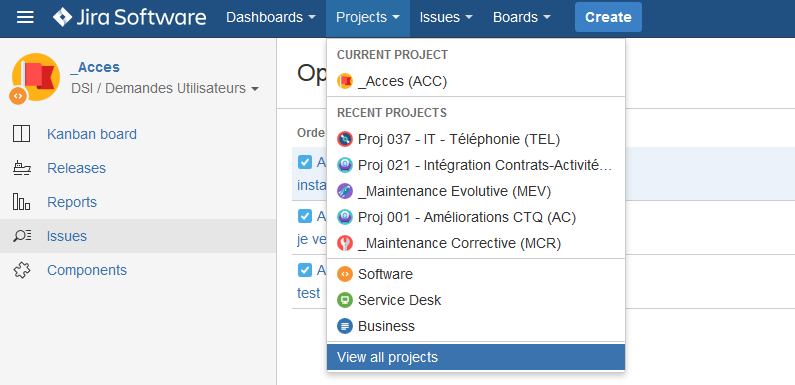 Jira Software Dashboards Projects Issues Boards Create
_Acces
DSI / Demandes Utilisateurs
Kanban board
Releases
Reports
Issues
Components
Op
Orde
A
insta
A
je ve
A
test
CURRENT PROJECT
_Acces (ACC)
RECENT PROJECTS
Proj 037 - IT - Téléphonie (TEL)
Proj 021 - Intégration Contrats-Activité…
_Maintenance Evolutive (MEV)
Proj 001 - Améliorations CTQ (AC)
_Maintenance Corrective (MCR)
Software
Service Desk
Business
View all projects